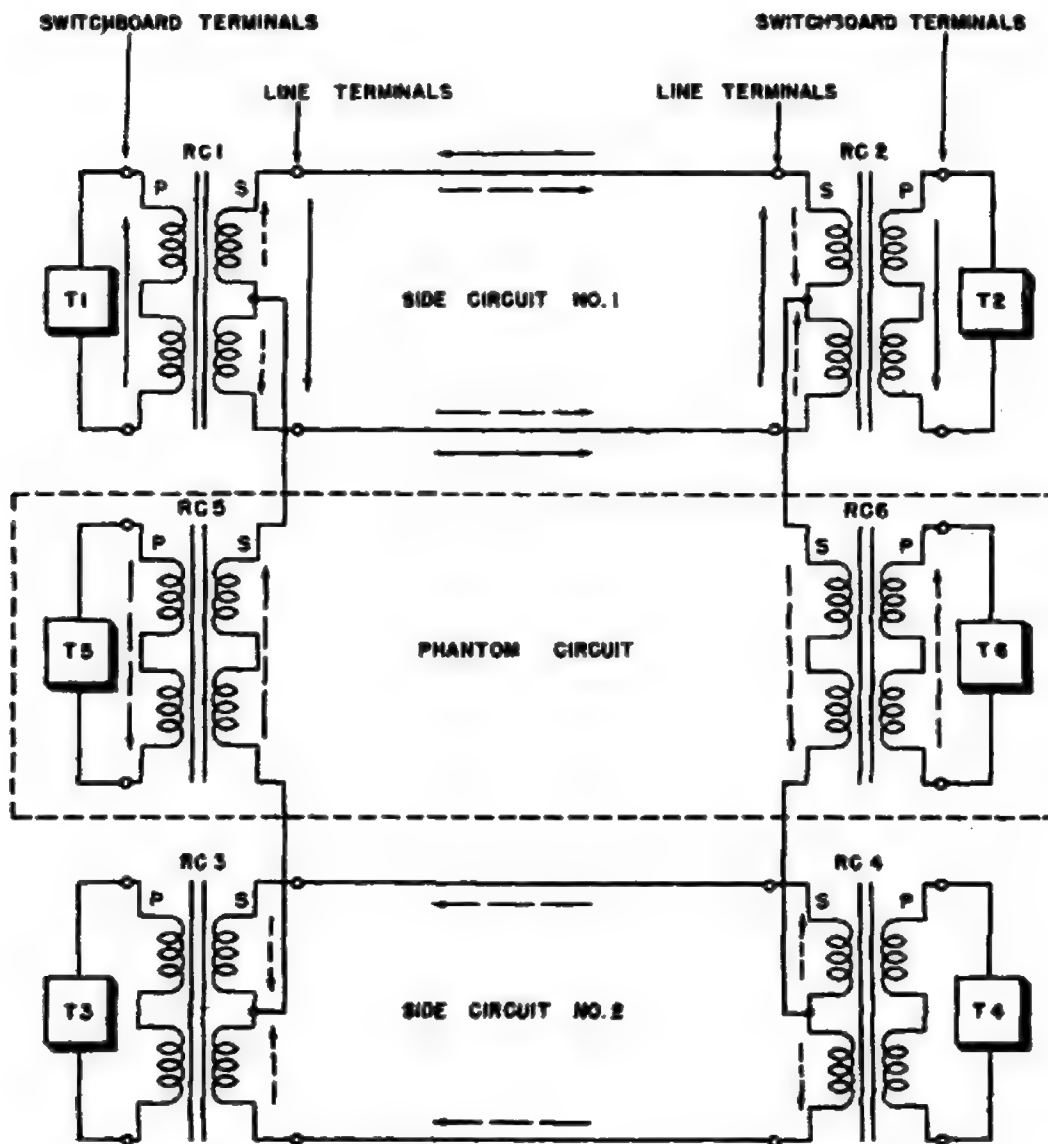 SWITCHBOARD TERMINALS
SWITCHBOARD TERMINALS
LINE TERMINALS
LINE TERMINALS
RC1
RC2
P
S
S
P
T1
SIDE CIRCUIT NO.1
T2
RC5
RC6
P
S
S
P
T5
PHANTOM CIRCUIT
T6
RC3
RC4
P
S
S
P
T3
SIDE CIRCUIT NO.2
T4